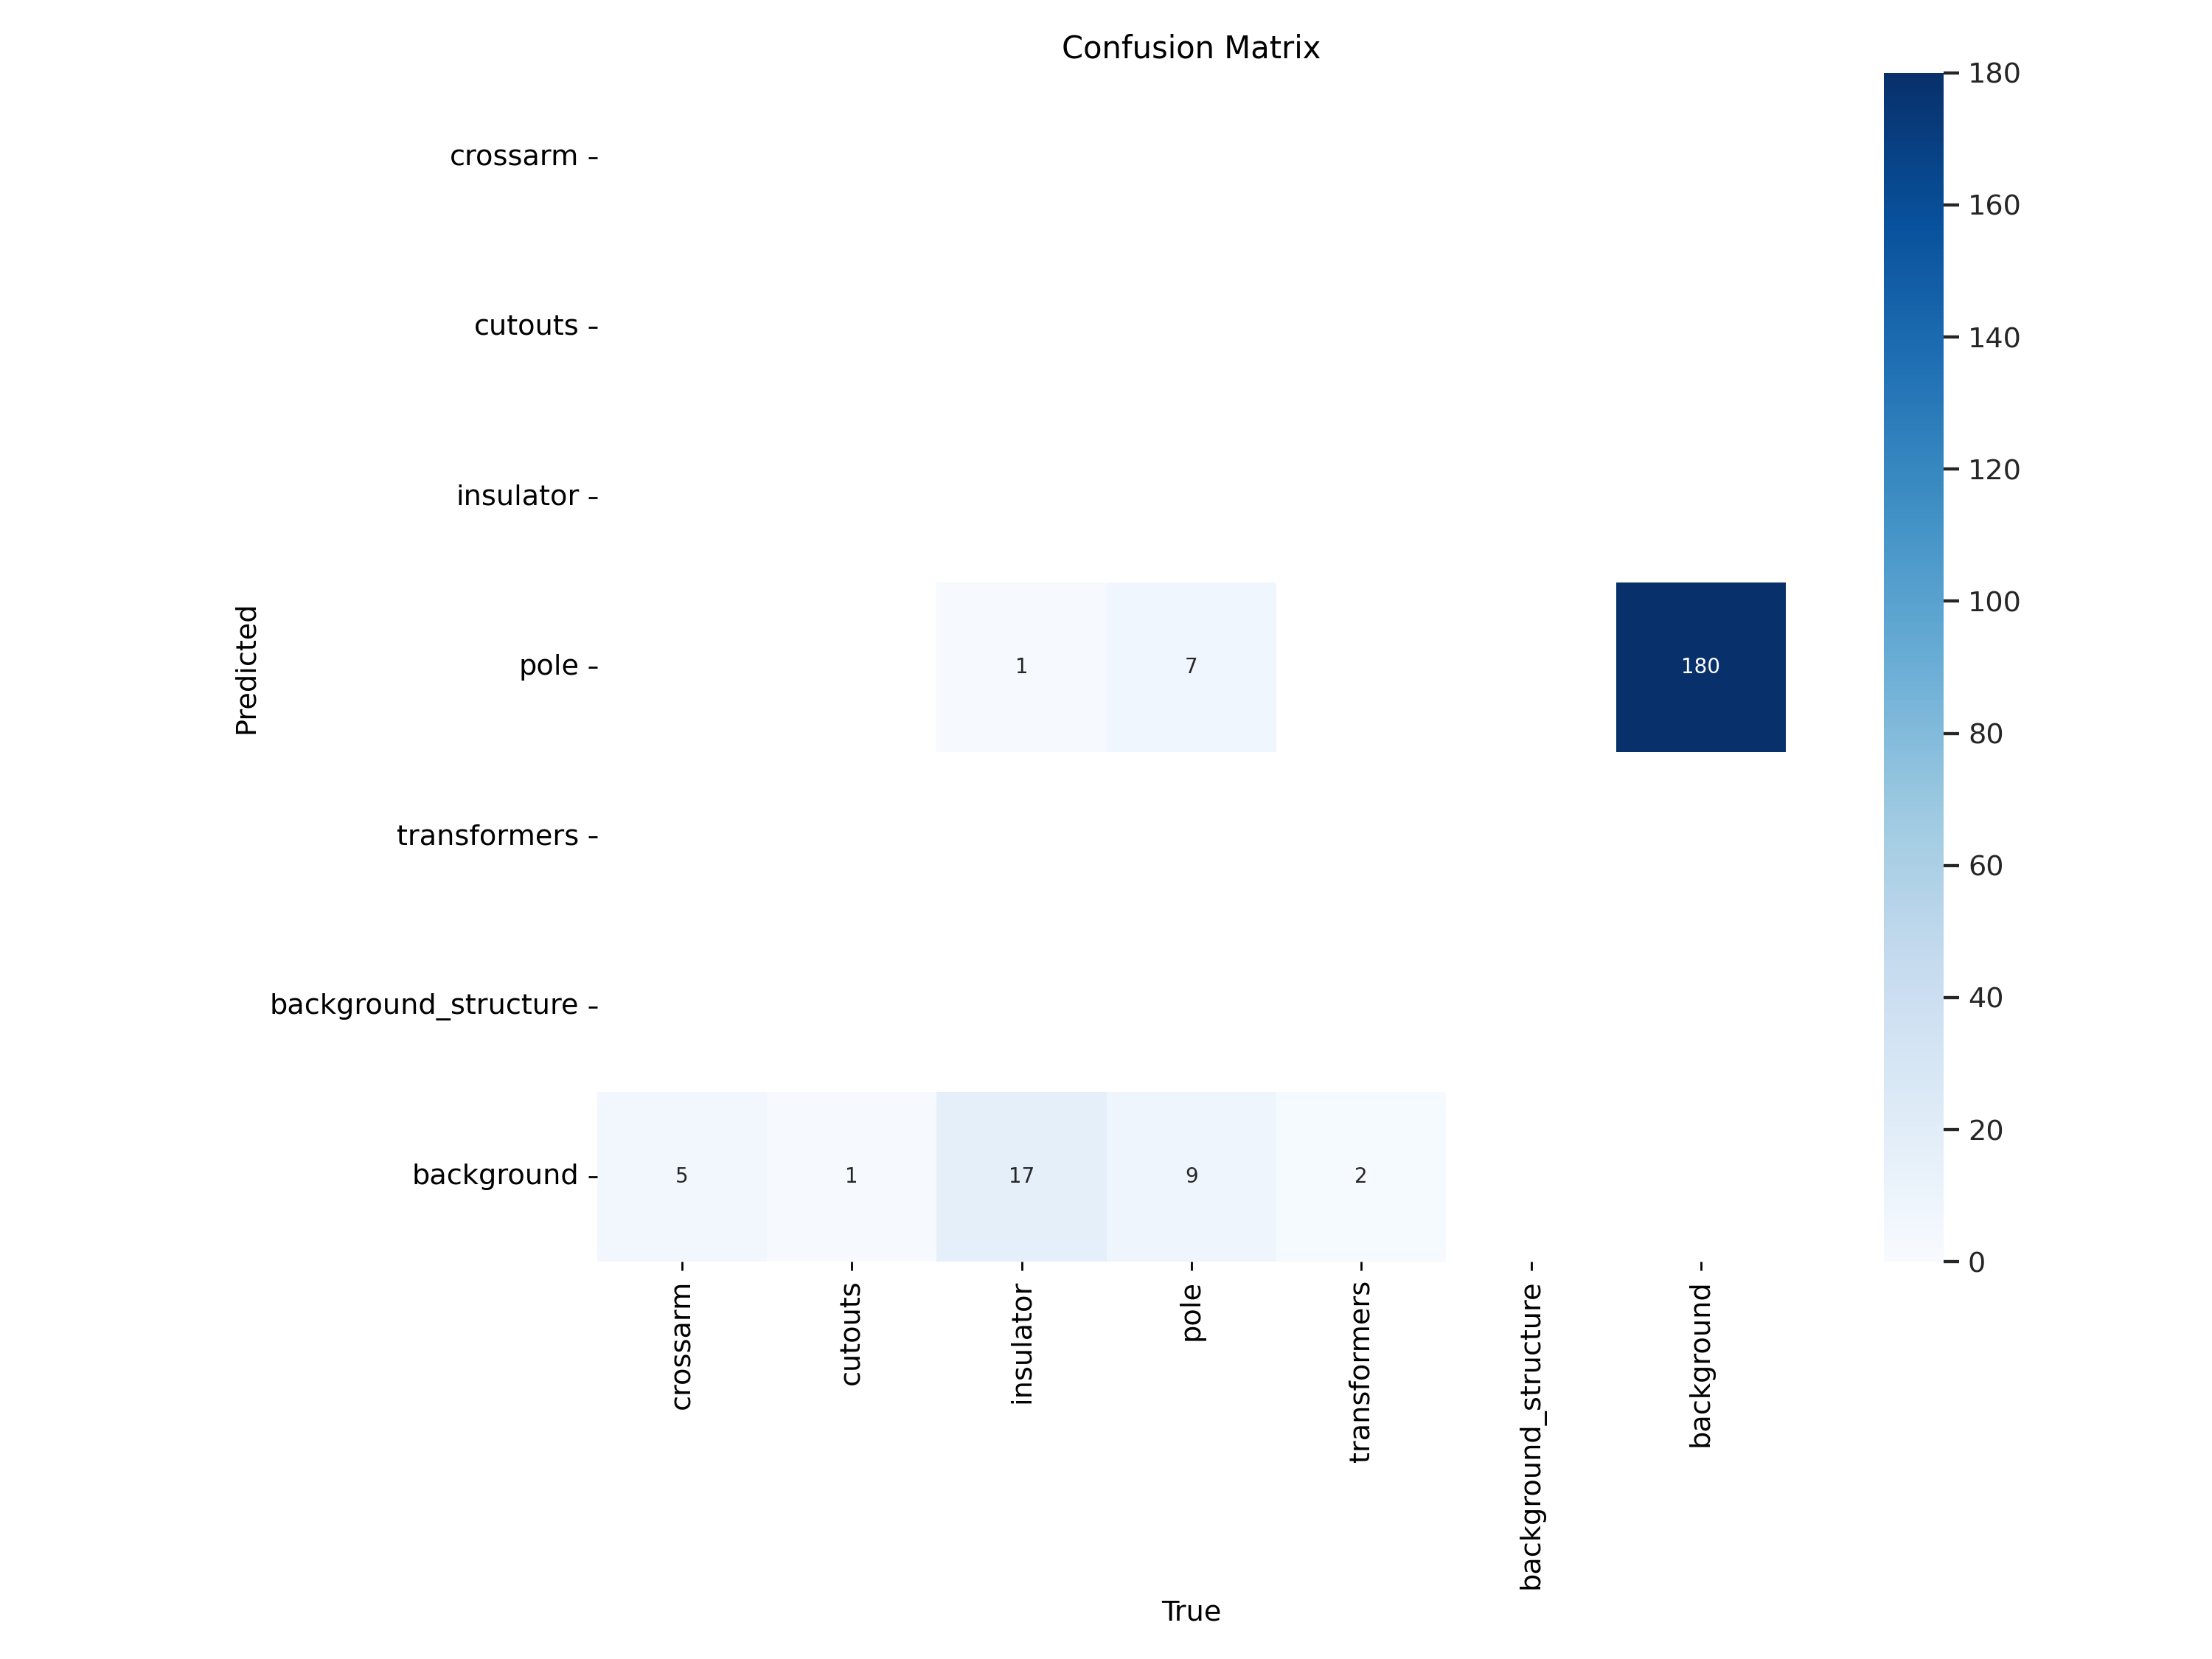 Confusion Matrix
Predicted
crossarm
cutouts
insulator
pole
transformers
background_structure
background
1 7 180
5 1 17 9 2
crossarm
cutouts
insulator
pole
transformers
background_structure
background
True
180
160
140
120
100
80
60
40
20
0